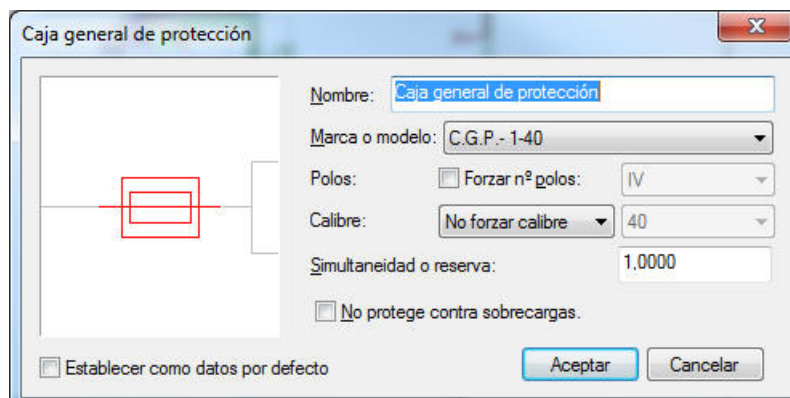 Caja general de protección
Nombre: Caja general de protección
Marca o modelo: C.G.P.- 1-40
Polos: Forzar nº polos: IV
Calibre: No forzar calibre 40
Simultaneidad o reserva: 1,0000
No protege contra sobrecargas.
Establecer como datos por defecto Aceptar Cancelar